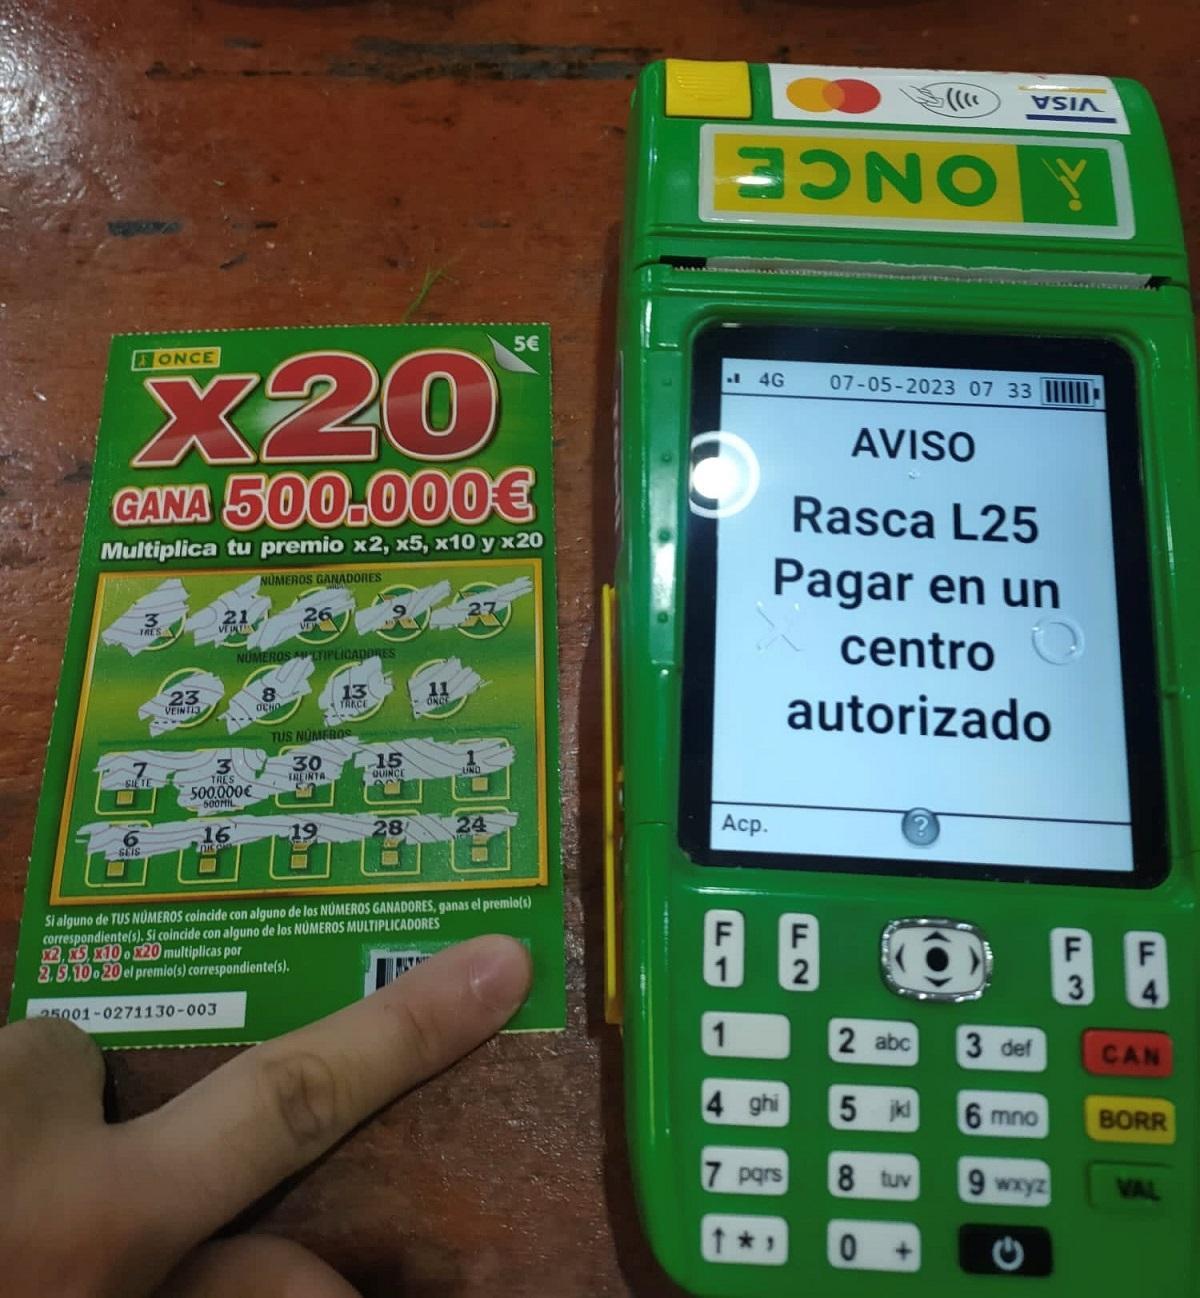 ONCE
5€
x20
GANA 500.000€
Multiplica tu premio x2, x5, x10 y x20
NÚMEROS GANADORES
3 21 26 9 27
TRES
NÚMEROS MULTIPLICADORES
23 8 13 11
OCHO TRECE ONCE
TUS NÚMEROS
7 3 30 15 1
SIETE TRES TREINTA QUINCE UNO
500.000€
500MIL
6 16 19 28 24
SEIS
Si alguno de TUS NÚMEROS coincide con alguno de los NÚMEROS GANADORES, ganas el premio(s)
correspondiente(s). Si coincide con alguno de los NÚMEROS MULTIPLICADORES
x2, x5, x10 o x20 multiplicas por
2, 5, 10 o 20 el premio(s) correspondiente(s).
25001-0271130-003
VISA
ONCE
4G 07-05-2023 07 33
AVISO
Rasca L25
Pagar en un
centro
autorizado
Acp.
?
F1 F2 F3 F4
1 2 abc 3 def CAN
4 ghi 5 jkl 6 mno BORR
7 pqrs 8 tuv 9 wxyz VAL
↑ * , 0 +